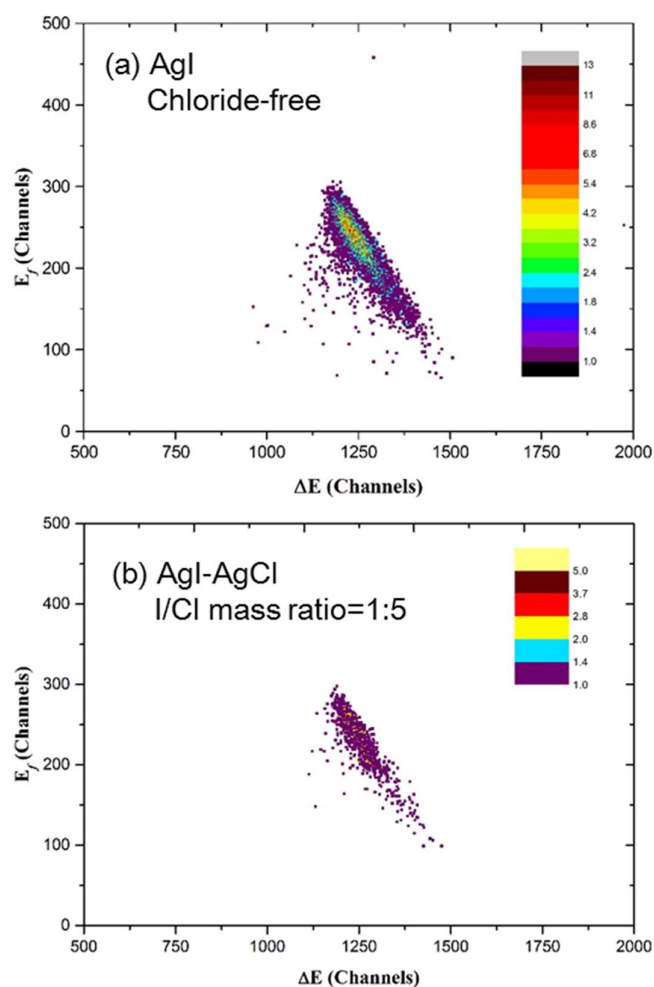 500
400
300
200
100
0
E_f (Channels)
(a) AgI
Chloride-free
13
11
8.6
6.6
5.4
4.2
3.2
2.4
1.8
1.4
1.0
500 750 1000 1250 1500 1750 2000
ΔE (Channels)
500
400
300
200
100
0
E_f (Channels)
(b) AgI-AgCl
I/Cl mass ratio=1:5
5.0
3.7
2.8
2.0
1.4
1.0
500 750 1000 1250 1500 1750 2000
ΔE (Channels)